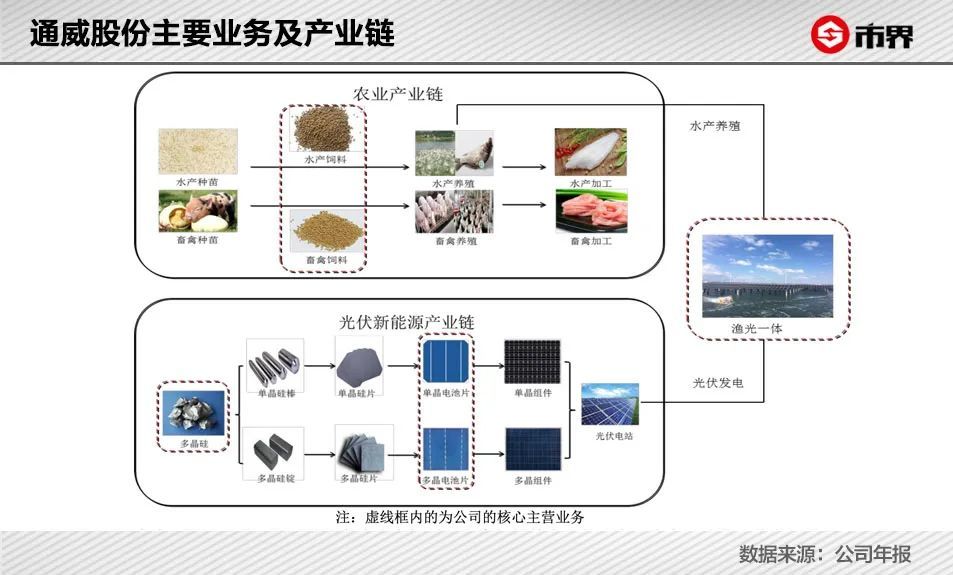 通威股份主要业务及产业链
市界
农业产业链
水产饲料
水产种苗
水产养殖
水产加工
畜禽种苗
畜禽饲料
畜禽养殖
畜禽加工
水产养殖
渔光一体
光伏发电
光伏新能源产业链
单晶硅棒
单晶硅片
单晶电池片
单晶组件
多晶硅
光伏电站
多晶硅锭
多晶硅片
多晶电池片
多晶组件
注：虚线框内的为公司的核心主营业务
数据来源：公司年报